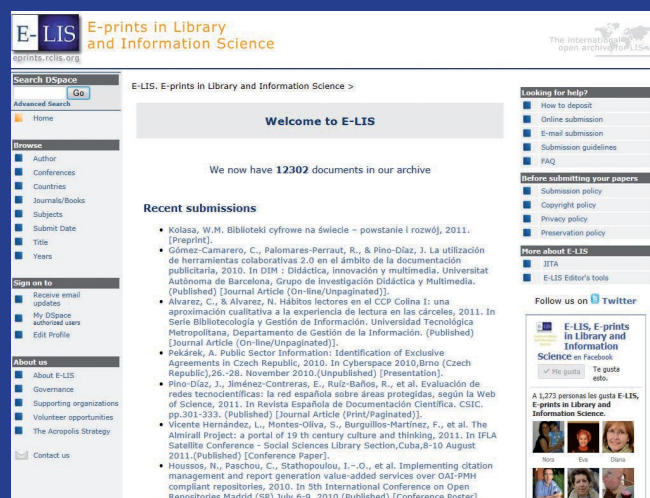 E-LIS
eprints.rclis.org
E-prints in Library
and Information Science
The international
open archive for LIS
Search DSpace
Go
Advanced Search
Home
Browse
Author
Conferences
Countries
Journals/Books
Subjects
Submit Date
Title
Years
Sign on to
Receive email
updates
My DSpace
authorized users
Edit Profile
About us
About E-LIS
Governance
Supporting organizations
Volunteer opportunities
The Acropolis Strategy
Contact us
E-LIS. E-prints in Library and Information Science >
Welcome to E-LIS
We now have 12302 documents in our archive
Recent submissions
• Kolasa, W.M. Biblioteki cyfrowe na świecie – powstanie i rozwój, 2011.
[Preprint].
• Gómez-Camarero, C., Palomares-Perraut, R., & Pino-Díaz, J. La utilización
de herramientas colaborativas 2.0 en el ámbito de la documentación
publicitaria, 2010. In DIM : Didáctica, innovación y multimedia. Universitat
Autònoma de Barcelona, Grupo de investigación Didáctica y Multimedia.
(Published) [Journal Article (On-line/Unpaginated)].
• Alvarez, C., & Alvarez, N. Hábitos lectores en el CCP Colina I: una
aproximación cualitativa a la experiencia de lectura en las cárceles, 2011. In
Serie Bibliotecología y Gestión de Información. Universidad Tecnológica
Metropolitana, Departamento de Gestión de la Información. (Published)
[Journal Article (On-line/Unpaginated)].
• Pekárek, A. Public Sector Information: Identification of Exclusive
Agreements in Czech Republic, 2010. In Cyberspace 2010,Brno (Czech
Republic),26.-28. November 2010.(Unpublished) [Presentation].
• Pino-Díaz, J., Jiménez-Contreras, E., Ruíz-Baños, R., et al. Evaluación de
redes tecnocientíficas: la red española sobre áreas protegidas, según la Web
of Science, 2011. In Revista Española de Documentación Científica. CSIC.
pp.301-333. (Published) [Journal Article (Print/Paginated)].
• Vicente Hernández, L., Montes-Oliva, S., Burguillos-Martínez, F., et al. The
Almirall Project: a portal of 19 th century culture and thinking, 2011. In IFLA
Satellite Conference - Social Sciences Library Section,Cuba,8-10 August
2011.(Published) [Conference Paper].
• Houssos, N., Paschou, C., Stathopoulou, I.-.O., et al. Implementing citation
management and report generation value-added services over OAI-PMH
compliant repositories, 2010. In 5th International Conference on Open
Repositories,Madrid (SP),July 6-9, 2010.(Published) [Conference Poster].
Looking for help?
How to deposit
Online submission
E-mail submission
Submission guidelines
FAQ
Before submitting your papers
Submission policy
Copyright policy
Privacy policy
Preservation policy
More about E-LIS
JITA
E-LIS Editor's tools
Follow us on Twitter
E-LIS, E-prints
in Library and
Information
Science en Facebook
Me gusta Te gusta
esto.
A 1,273 personas les gusta E-LIS,
E-prints in Library and
Information Science.
Nora Eva Diana